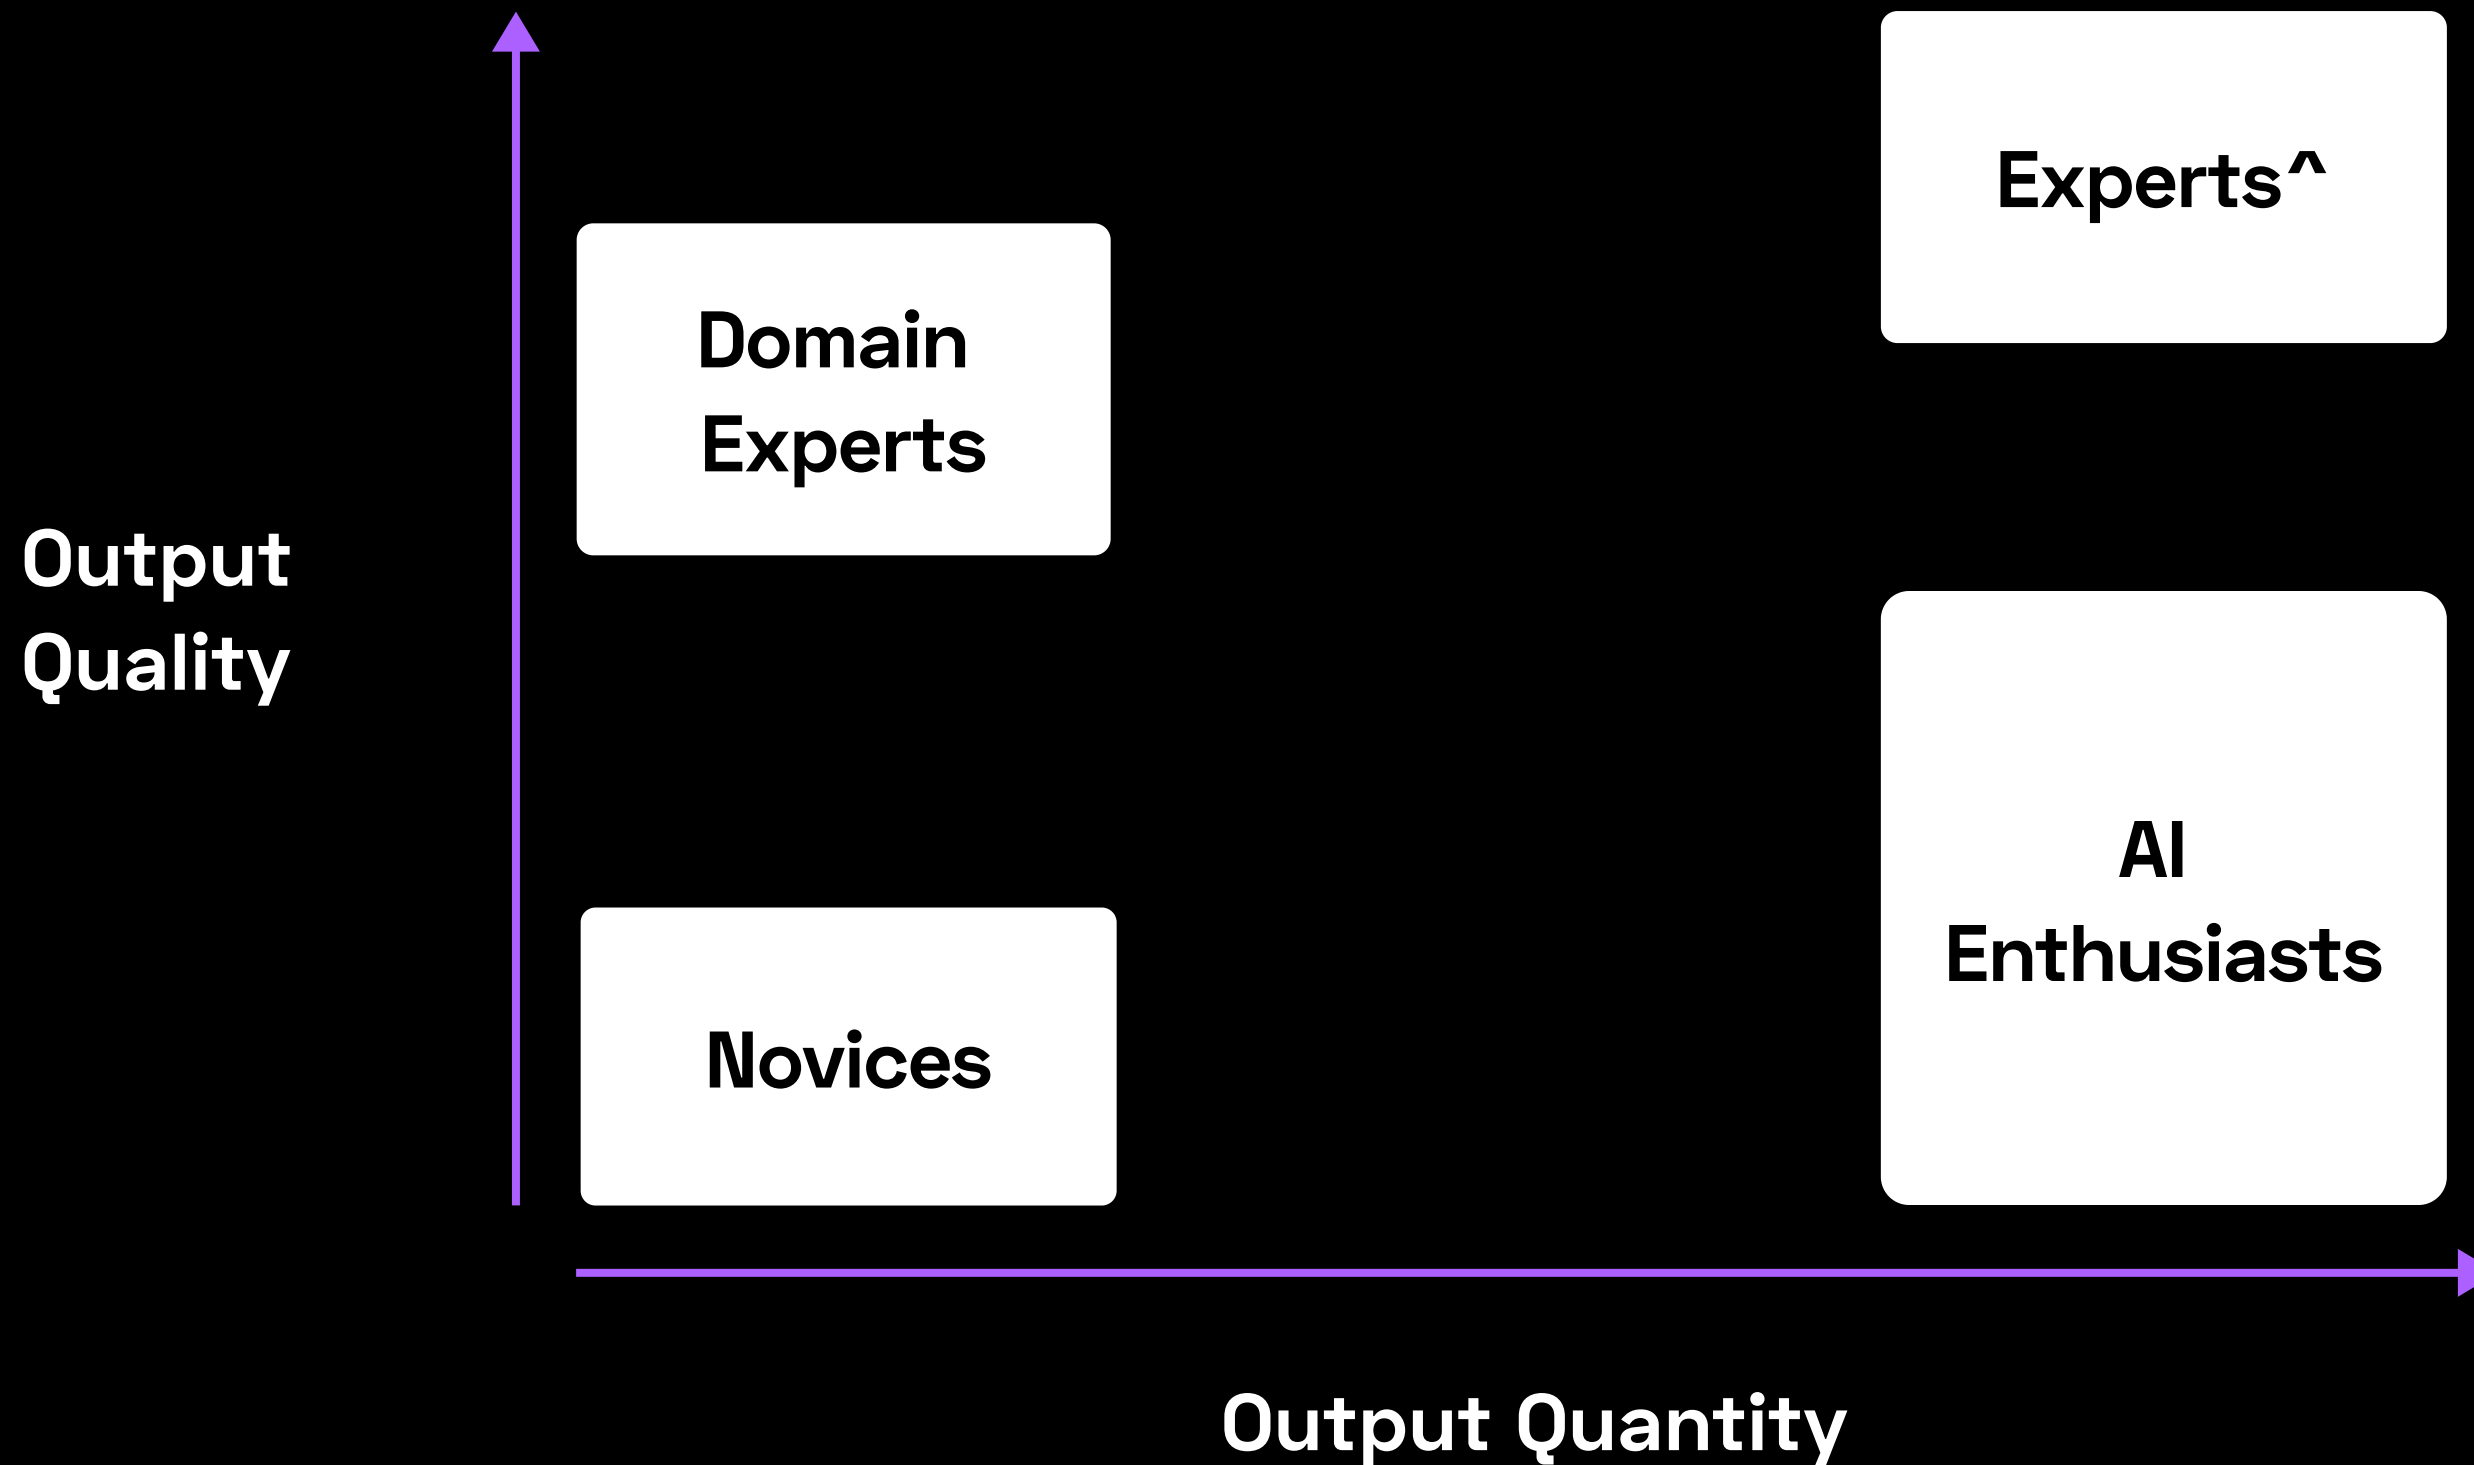 Experts^
Domain
Experts
Output
Quality
AI
Enthusiasts
Novices
Output Quantity